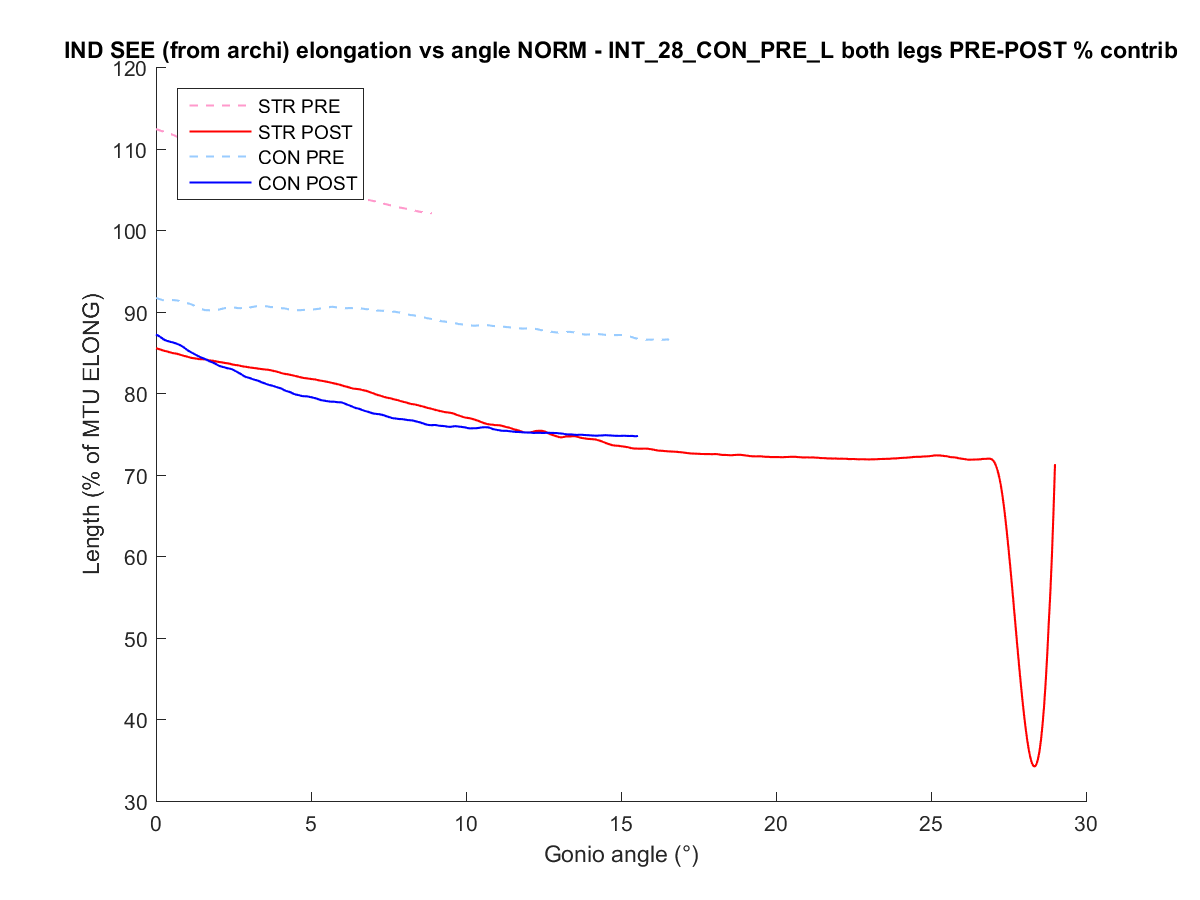 IND SEE (from archi) elongation vs angle NORM - INT_28_CON_PRE_L both legs PRE-POST % contrib
120
110
100
90
80
70
60
50
40
30
STR PRE
STR POST
CON PRE
CON POST
Length (% of MTU ELONG)
0 5 10 15 20 25 30
Gonio angle (°)